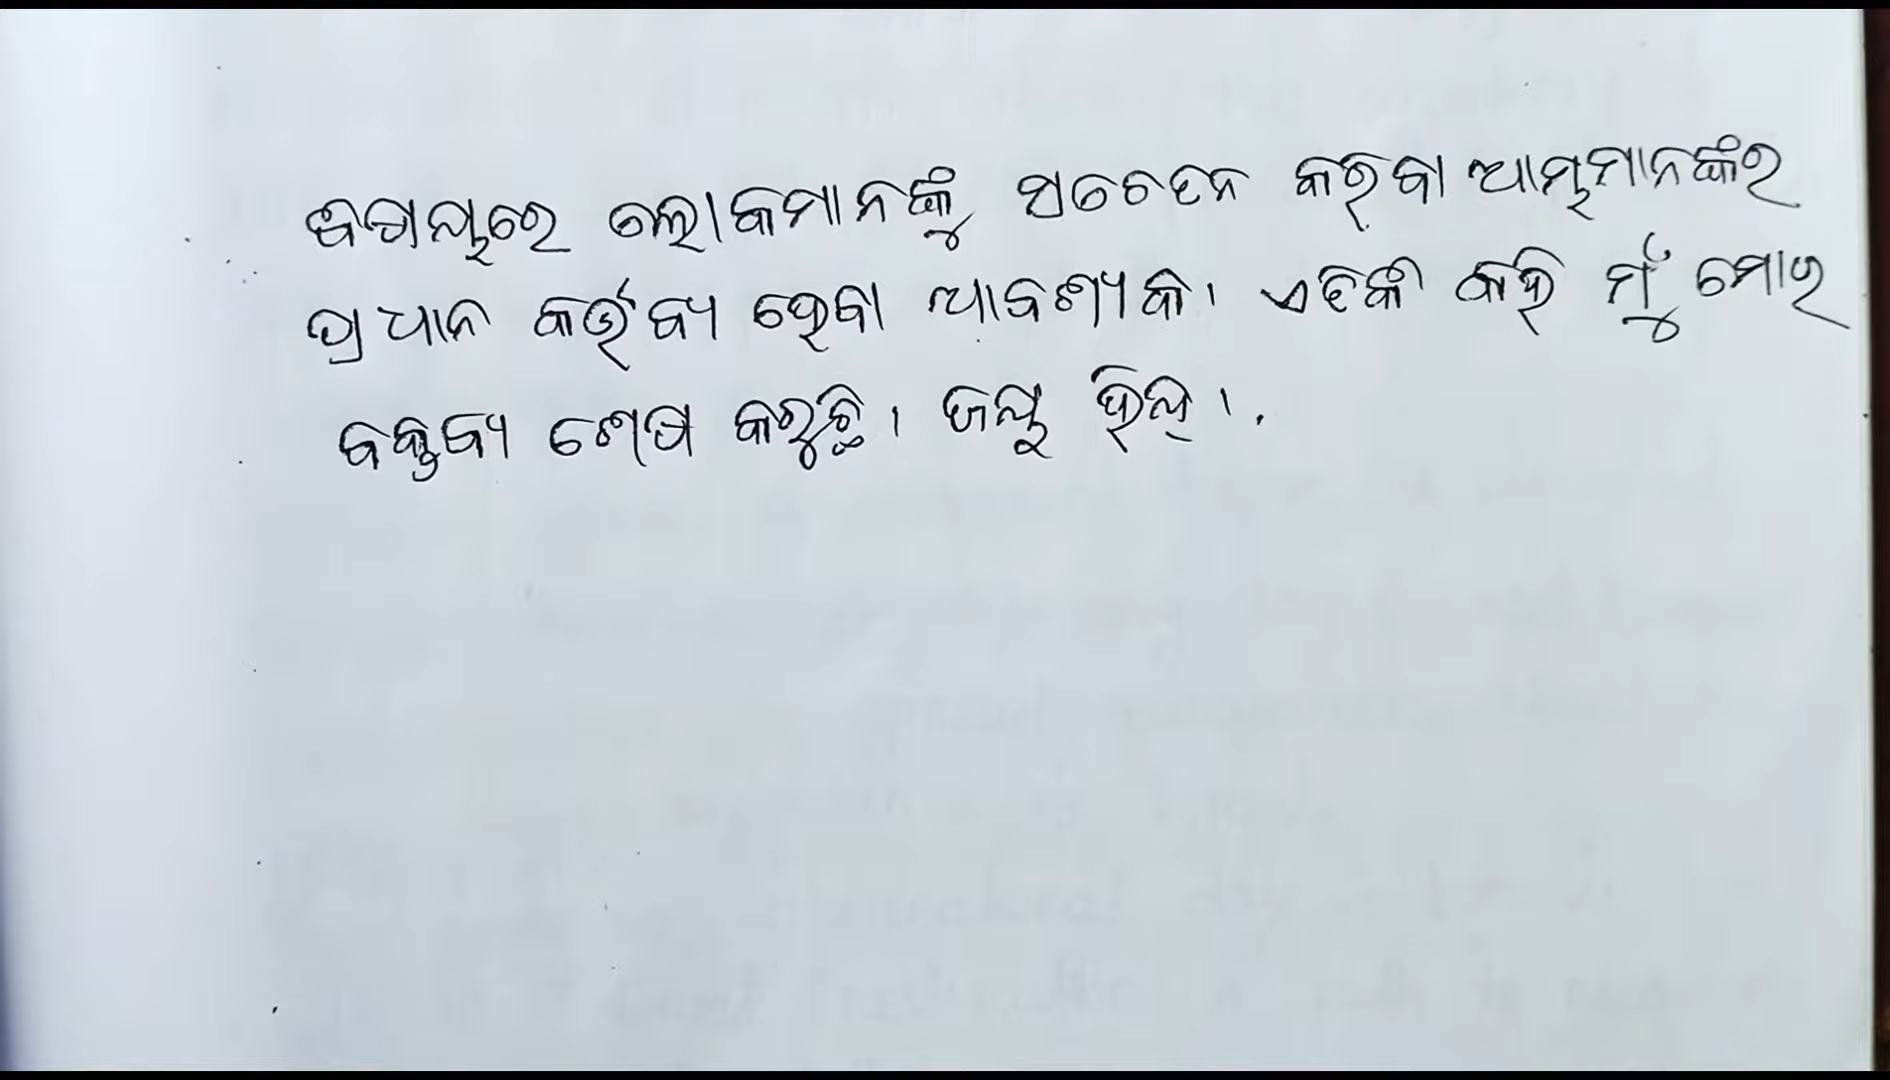 ବିଷୟରେ ଲୋକମାନଙ୍କୁ ସଚେତନ କରିବା ଆମ୍ଭମାନଙ୍କର
ପ୍ରଧାନ କର୍ତ୍ତବ୍ୟ ହେବା ଆବଶ୍ୟକ। ଏତିକି କହି ମୁଁ ମୋର
ବକ୍ତବ୍ୟ ଶେଷ କରୁଛି। ଜୟ ହିନ୍ଦ।.